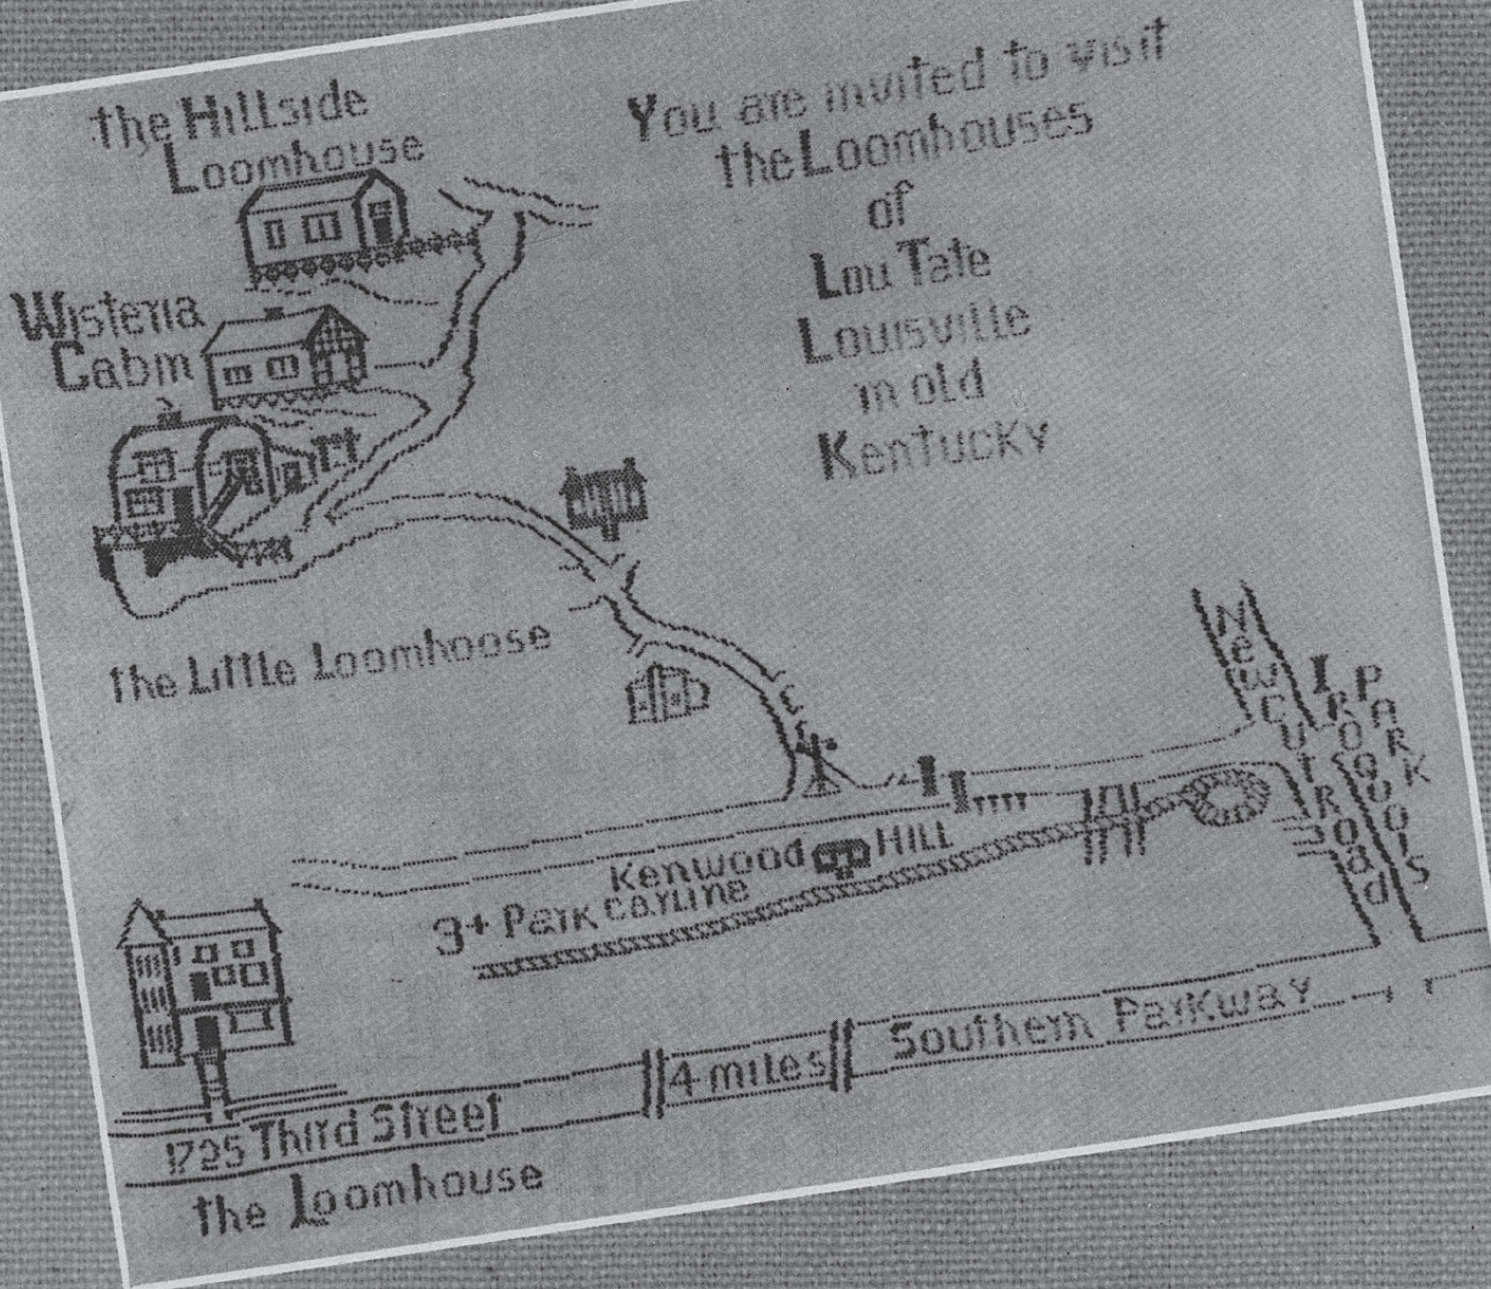 the Hillside
Loomhouse
You are invited to visit
the Loomhouses
of
Lou Tate
Louisville
in old
Kentucky
Wisteria
Cabin
the Little Loomhoose
New Cut Road
Iroquois
Park
Kenwood Hill
3+ Park carline
Southern Parkway
4 miles
1725 Third Street
the Loomhouse